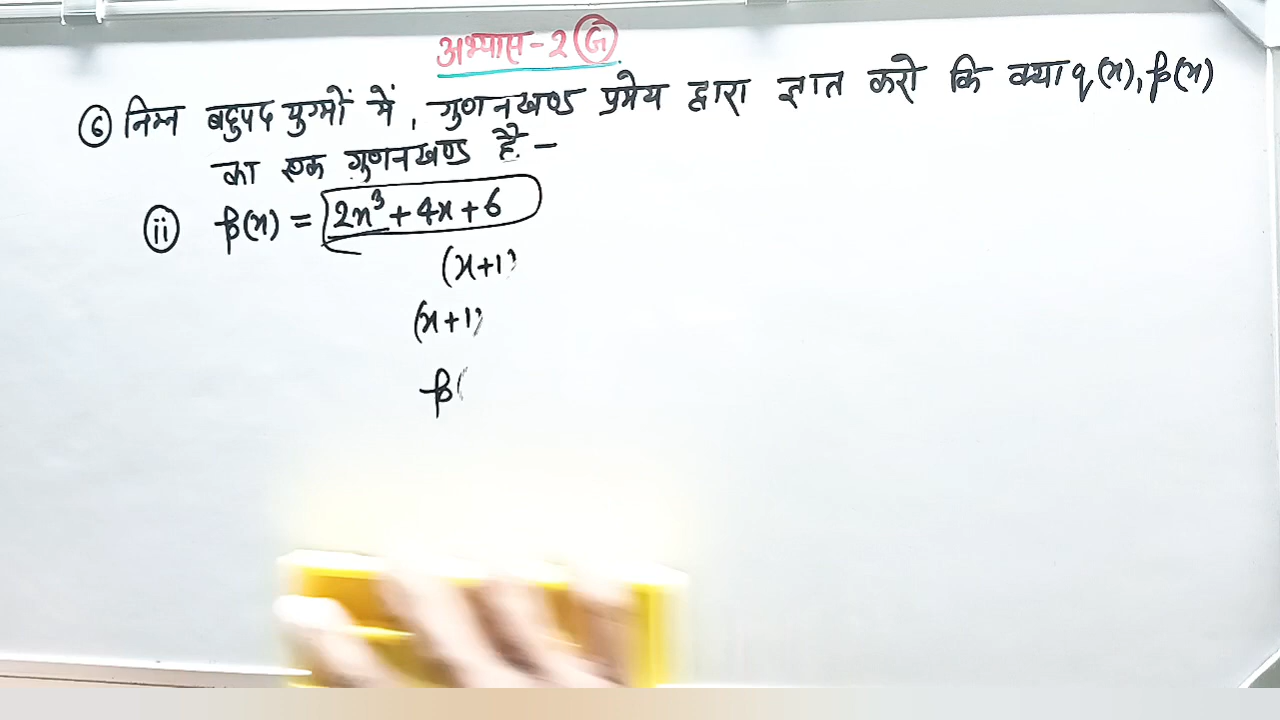 अभ्यास-2 (G)
⑥ निम्न बहुपद युग्मों में, गुणनखण्ड प्रमेय द्वारा ज्ञात करो कि क्या q(x), p(x)
का एक गुणनखण्ड है -
(ii) p(x) = 2x³ + 4x + 6
(x+1)
(x+1)
p(